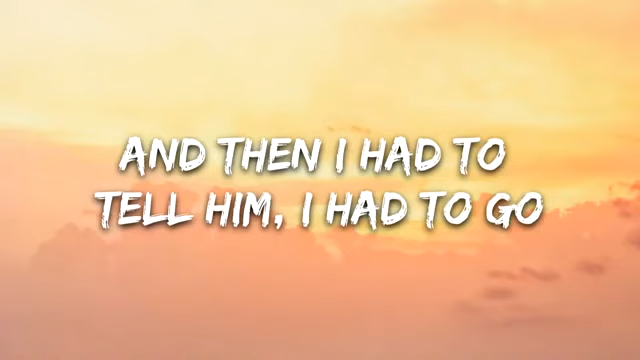 AND THEN I HAD TO
TELL HIM, I HAD TO GO